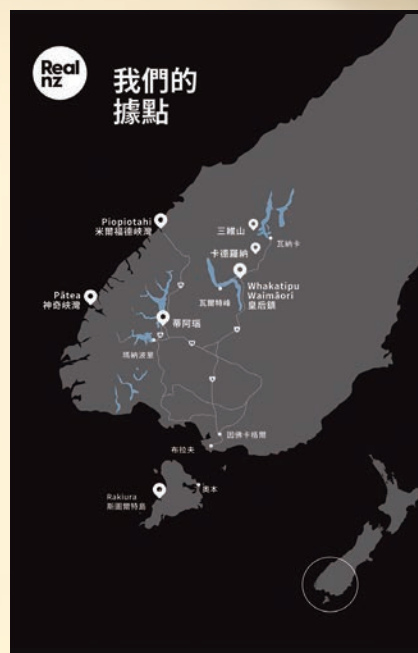 Real
nz
我們的
據點
Piopiotahi
米爾福德峽灣
三錐山
瓦納卡
卡德羅納
Whakatipu
Waimāori
皇后鎮
Pātea
神奇峽灣
瓦爾特峰
蒂阿瑙
瑪納波里
因佛卡格爾
布拉夫
Rakiura
斯圖爾特島
奧本